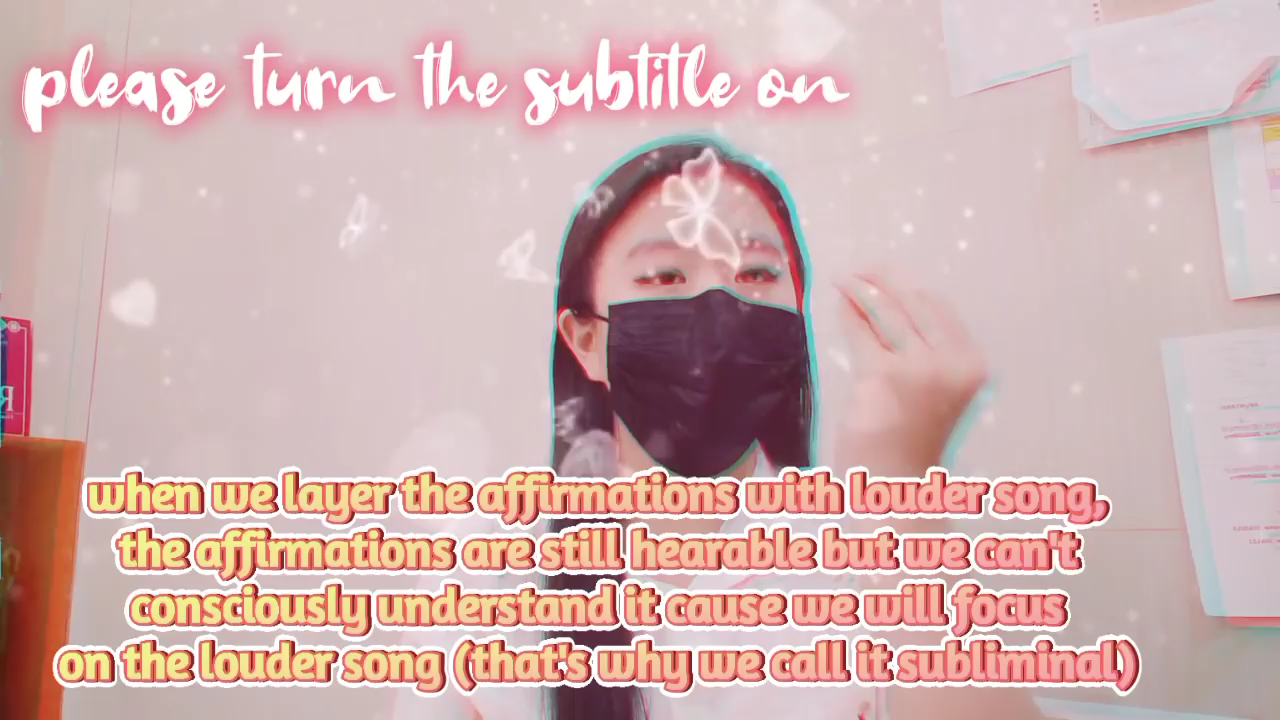 please turn the subtitle on
when we layer the affirmations with louder song,
the affirmations are still hearable but we can't
consciously understand it cause we will focus
on the louder song (that's why we call it subliminal)